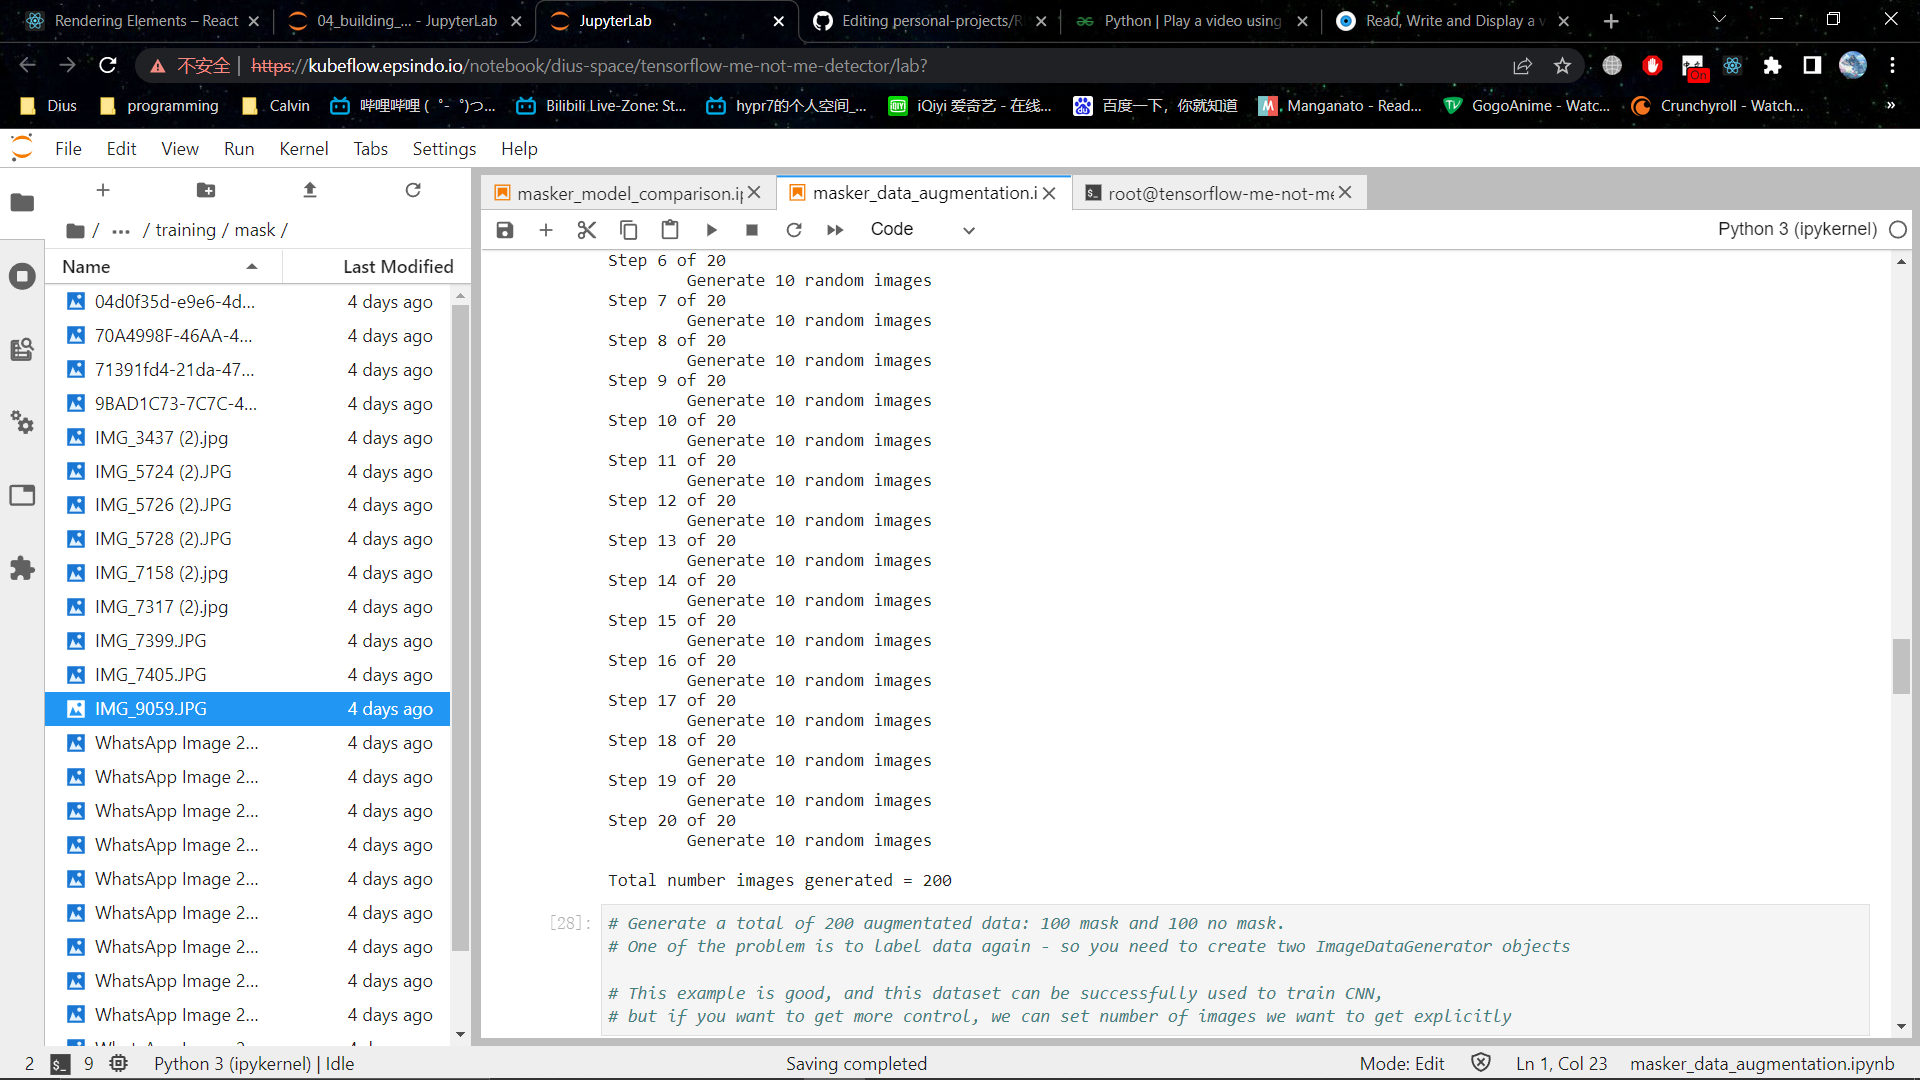 Rendering Elements – React
04_building_... - JupyterLab
JupyterLab
Editing personal-projects/R
Python | Play a video using
Read, Write and Display a v
不安全 | https://kubeflow.epsindo.io/notebook/dius-space/tensorflow-me-not-me-detector/lab?
On
Dius
programming
Calvin
哔哩哔哩 ( ゜- ゜)つ...
Bilibili Live-Zone: St...
hypr7的个人空间_...
iQiyi 爱奇艺 - 在线...
百度一下，你就知道
Manganato - Read...
GogoAnime - Watc...
Crunchyroll - Watch...
»
File Edit View Run Kernel Tabs Settings Help
masker_model_comparison.i
masker_data_augmentation.i
root@tensorflow-me-not-me
/ ... / training / mask /
Code
Python 3 (ipykernel)
Name Last Modified
04d0f35d-e9e6-4d... 4 days ago
70A4998F-46AA-4... 4 days ago
71391fd4-21da-47... 4 days ago
9BAD1C73-7C7C-4... 4 days ago
IMG_3437 (2).jpg 4 days ago
IMG_5724 (2).JPG 4 days ago
IMG_5726 (2).JPG 4 days ago
IMG_5728 (2).JPG 4 days ago
IMG_7158 (2).jpg 4 days ago
IMG_7317 (2).jpg 4 days ago
IMG_7399.JPG 4 days ago
IMG_7405.JPG 4 days ago
IMG_9059.JPG 4 days ago
WhatsApp Image 2... 4 days ago
WhatsApp Image 2... 4 days ago
WhatsApp Image 2... 4 days ago
WhatsApp Image 2... 4 days ago
WhatsApp Image 2... 4 days ago
WhatsApp Image 2... 4 days ago
WhatsApp Image 2... 4 days ago
WhatsApp Image 2... 4 days ago
WhatsApp Image 2... 4 days ago
Step 6 of 20
Generate 10 random images
Step 7 of 20
Generate 10 random images
Step 8 of 20
Generate 10 random images
Step 9 of 20
Generate 10 random images
Step 10 of 20
Generate 10 random images
Step 11 of 20
Generate 10 random images
Step 12 of 20
Generate 10 random images
Step 13 of 20
Generate 10 random images
Step 14 of 20
Generate 10 random images
Step 15 of 20
Generate 10 random images
Step 16 of 20
Generate 10 random images
Step 17 of 20
Generate 10 random images
Step 18 of 20
Generate 10 random images
Step 19 of 20
Generate 10 random images
Step 20 of 20
Generate 10 random images
Total number images generated = 200
[28]:
# Generate a total of 200 augmentated data: 100 mask and 100 no mask.
# One of the problem is to label data again - so you need to create two ImageDataGenerator objects
# This example is good, and this dataset can be successfully used to train CNN,
# but if you want to get more control, we can set number of images we want to get explicitly
2 $_ 9 Python 3 (ipykernel) | Idle
Saving completed
Mode: Edit Ln 1, Col 23 masker_data_augmentation.ipynb